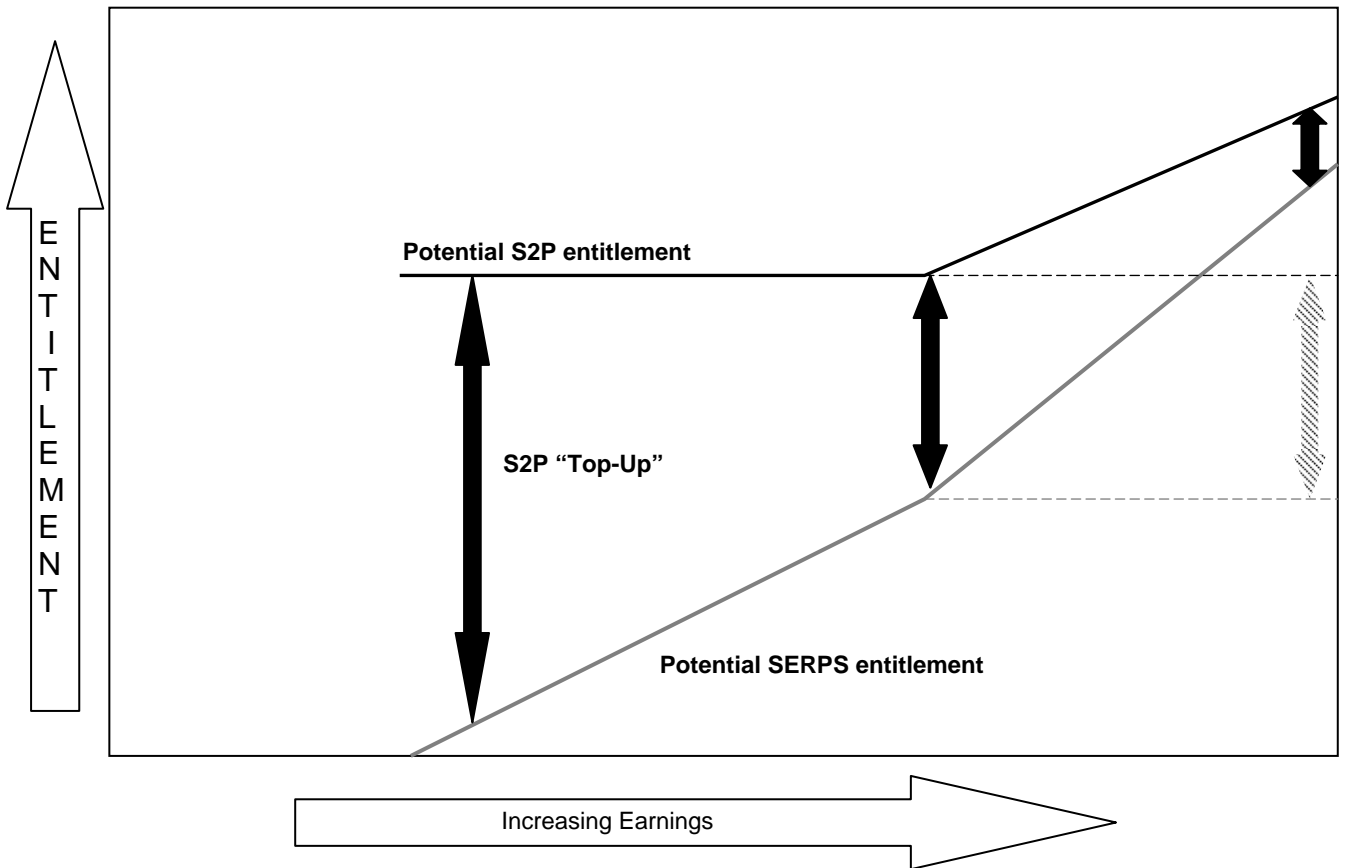 ENTITLEMENT
Potential S2P entitlement
S2P “Top-Up”
Potential SERPS entitlement
Increasing Earnings